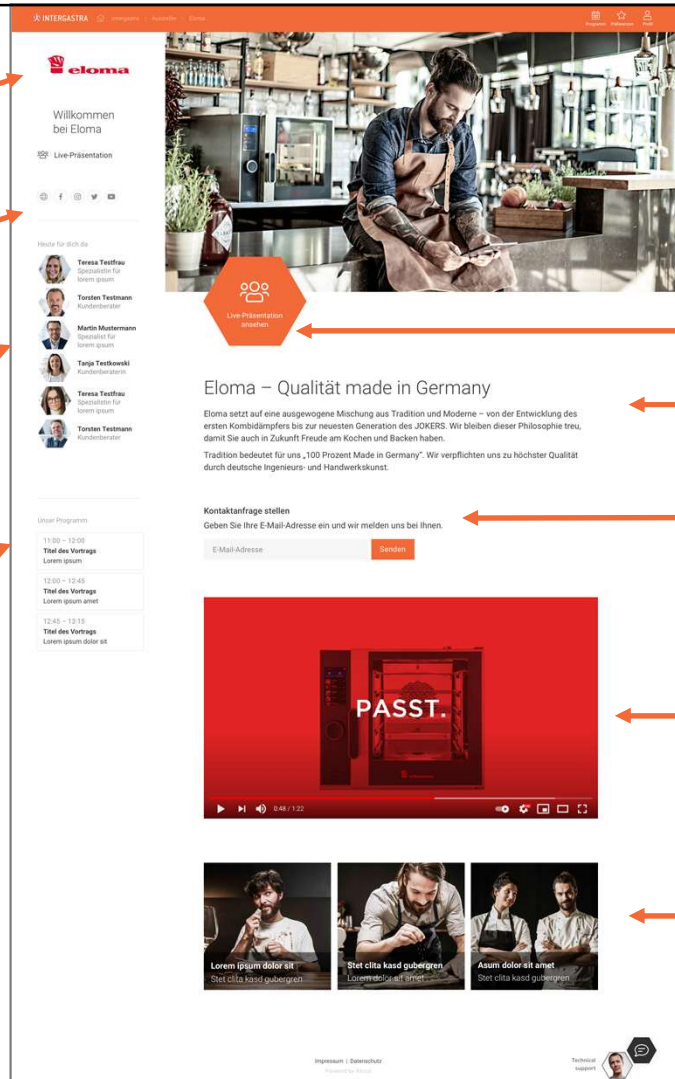 INTERGASTRA
intergastra
Aussteller
Eloma
Programm
Präferenzen
Profil
eloma
Willkommen
bei Eloma
Live-Präsentation
Heute für dich da
Teresa Testfrau
Spezialistin für
lorem ipsum
Torsten Testmann
Kundenberater
Martin Mustermann
Spezialist für
lorem ipsum
Tanja Testkowski
Kundenberaterin
Teresa Testfrau
Spezialistin für
lorem ipsum
Torsten Testmann
Kundenberater
Unser Programm
11:00 – 12:00
Titel des Vortrags
Lorem ipsum
12:00 – 12:45
Titel des Vortrags
Lorem ipsum amet
12:45 – 13:15
Titel des Vortrags
Lorem ipsum dolor sit
Live-Präsentation
ansehen
Eloma – Qualität made in Germany
Eloma setzt auf eine ausgewogene Mischung aus Tradition und Moderne – von der Entwicklung des
ersten Kombidämpfers bis zur neuesten Generation des JOKERS. Wir bleiben dieser Philosophie treu,
damit Sie auch in Zukunft Freude am Kochen und Backen haben.
Tradition bedeutet für uns „100 Prozent Made in Germany“. Wir verpflichten uns zu höchster Qualität
durch deutsche Ingenieurs- und Handwerkskunst.
Kontaktanfrage stellen
Geben Sie Ihre E-Mail-Adresse ein und wir melden uns bei Ihnen.
E-Mail-Adresse
Senden
PASST.
0:48 / 1:22
Lorem ipsum dolor sit
Stet clita kasd gubergren
Stet clita kasd gubergren
Lorem dolor sit amet
Asum dolor sit amet
Stet clita kasd gubergren
Impressum | Datenschutz
Powered by
Technical
support